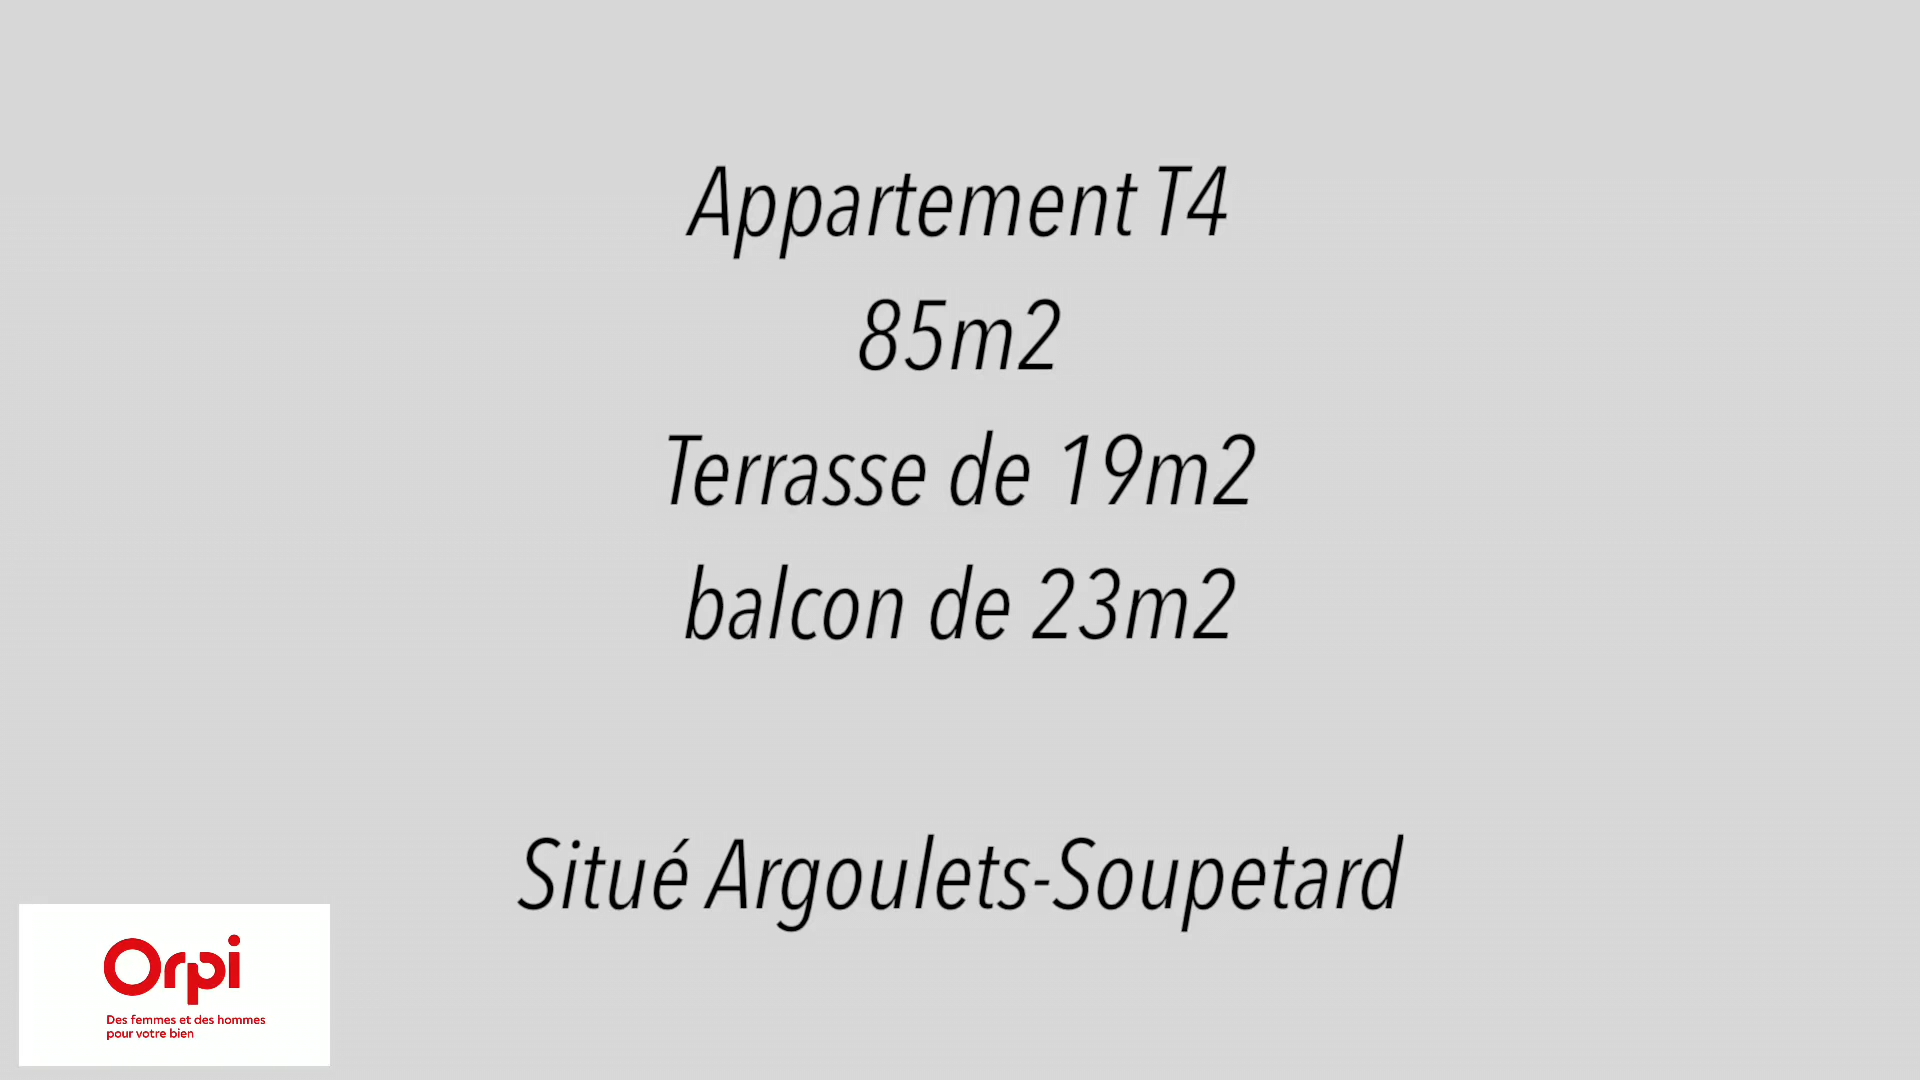 Appartement T4
85m2
Terrasse de 19m2
balcon de 23m2
Situé Argoulets-Soupetard
Orpi
Des femmes et des hommes
pour votre bien